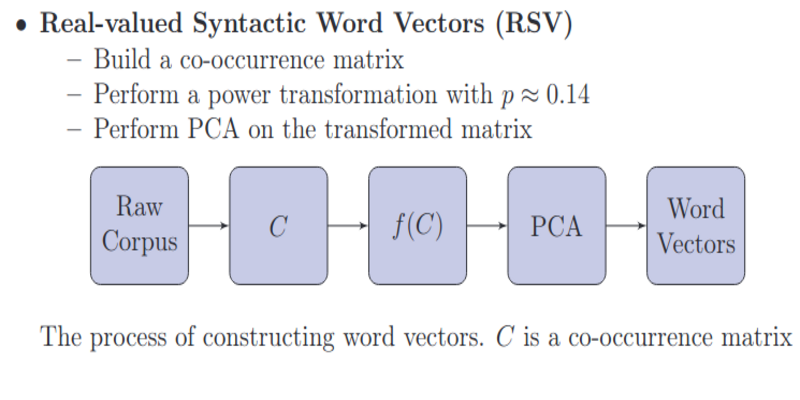 • Real-valued Syntactic Word Vectors (RSV)
– Build a co-occurrence matrix
– Perform a power transformation with p ≈ 0.14
– Perform PCA on the transformed matrix
Raw
Corpus
C
f(C)
PCA
Word
Vectors
The process of constructing word vectors. C is a co-occurrence matrix